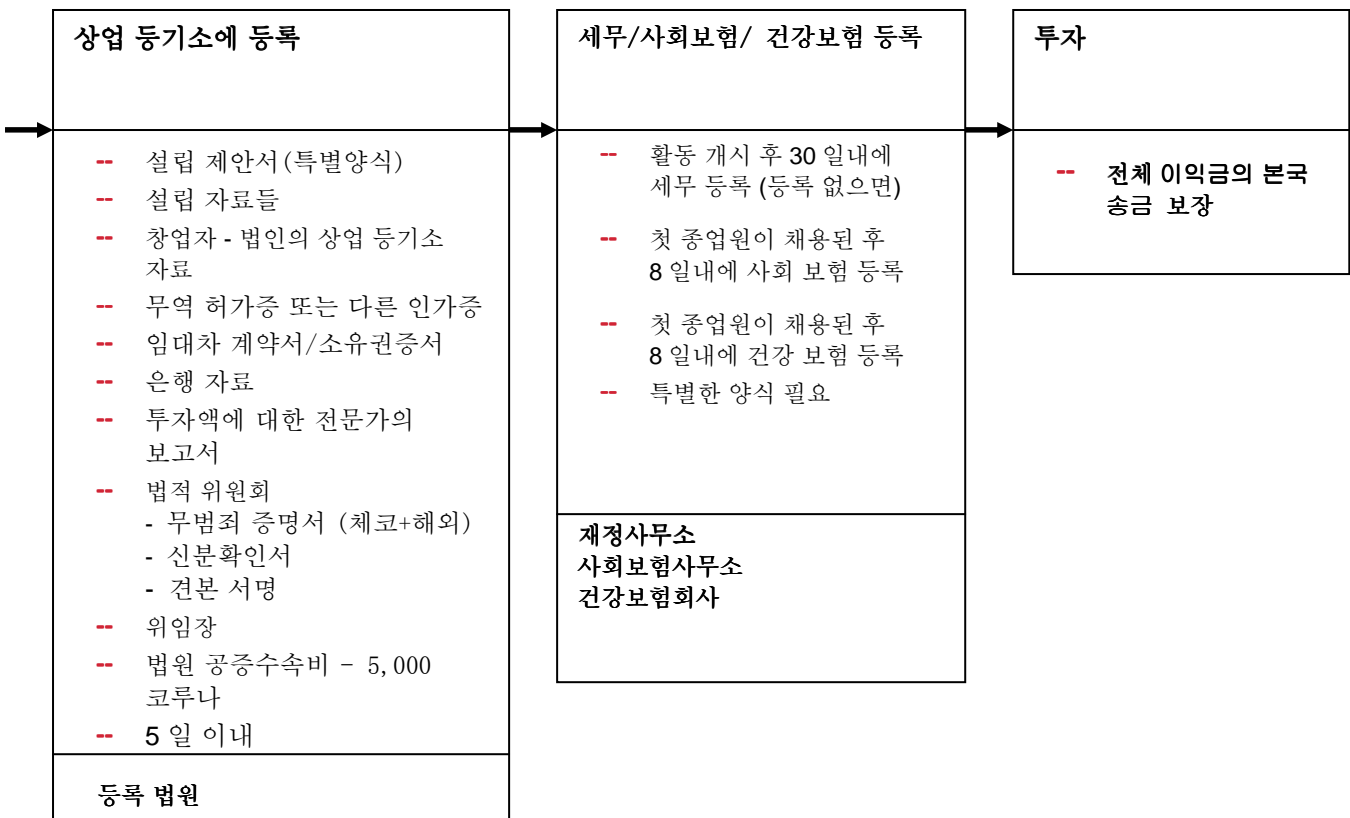 상업 등기소에 등록
-- 설립 제안서(특별양식)
-- 설립 자료들
-- 창업자 - 법인의 상업 등기소
자료
-- 무역 허가증 또는 다른 인가증
-- 임대차 계약서/소유권증서
-- 은행 자료
-- 투자액에 대한 전문가의
보고서
-- 법적 위원회
- 무범죄 증명서 (체코+해외)
- 신분확인서
- 견본 서명
-- 위임장
-- 법원 공증수속비 - 5,000
코루나
-- 5 일 이내
등록 법원
세무/사회보험/ 건강보험 등록
-- 활동 개시 후 30 일내에
세무 등록 (등록 없으면)
-- 첫 종업원이 채용된 후
8 일내에 사회 보험 등록
-- 첫 종업원이 채용된 후
8 일내에 건강 보험 등록
-- 특별한 양식 필요
재정사무소
사회보험사무소
건강보험회사
투자
-- 전체 이익금의 본국
송금 보장